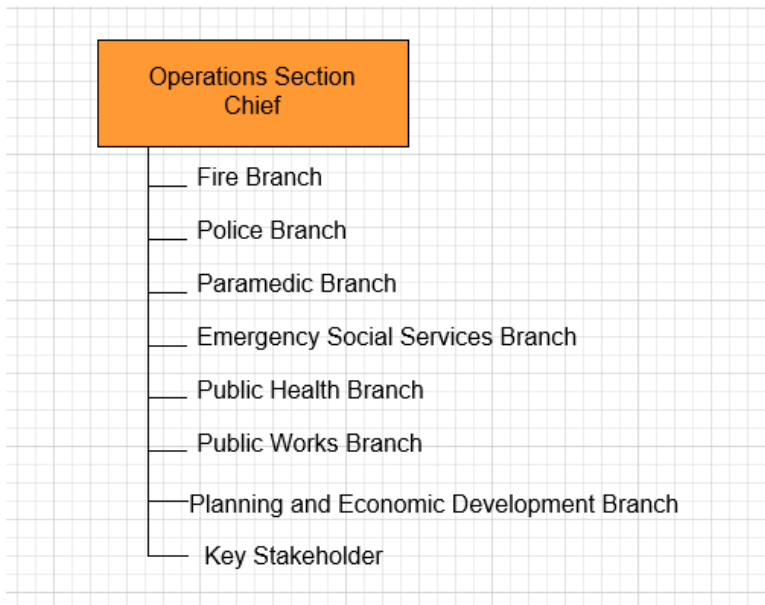 Operations Section
Chief
Fire Branch
Police Branch
Paramedic Branch
Emergency Social Services Branch
Public Health Branch
Public Works Branch
Planning and Economic Development Branch
Key Stakeholder